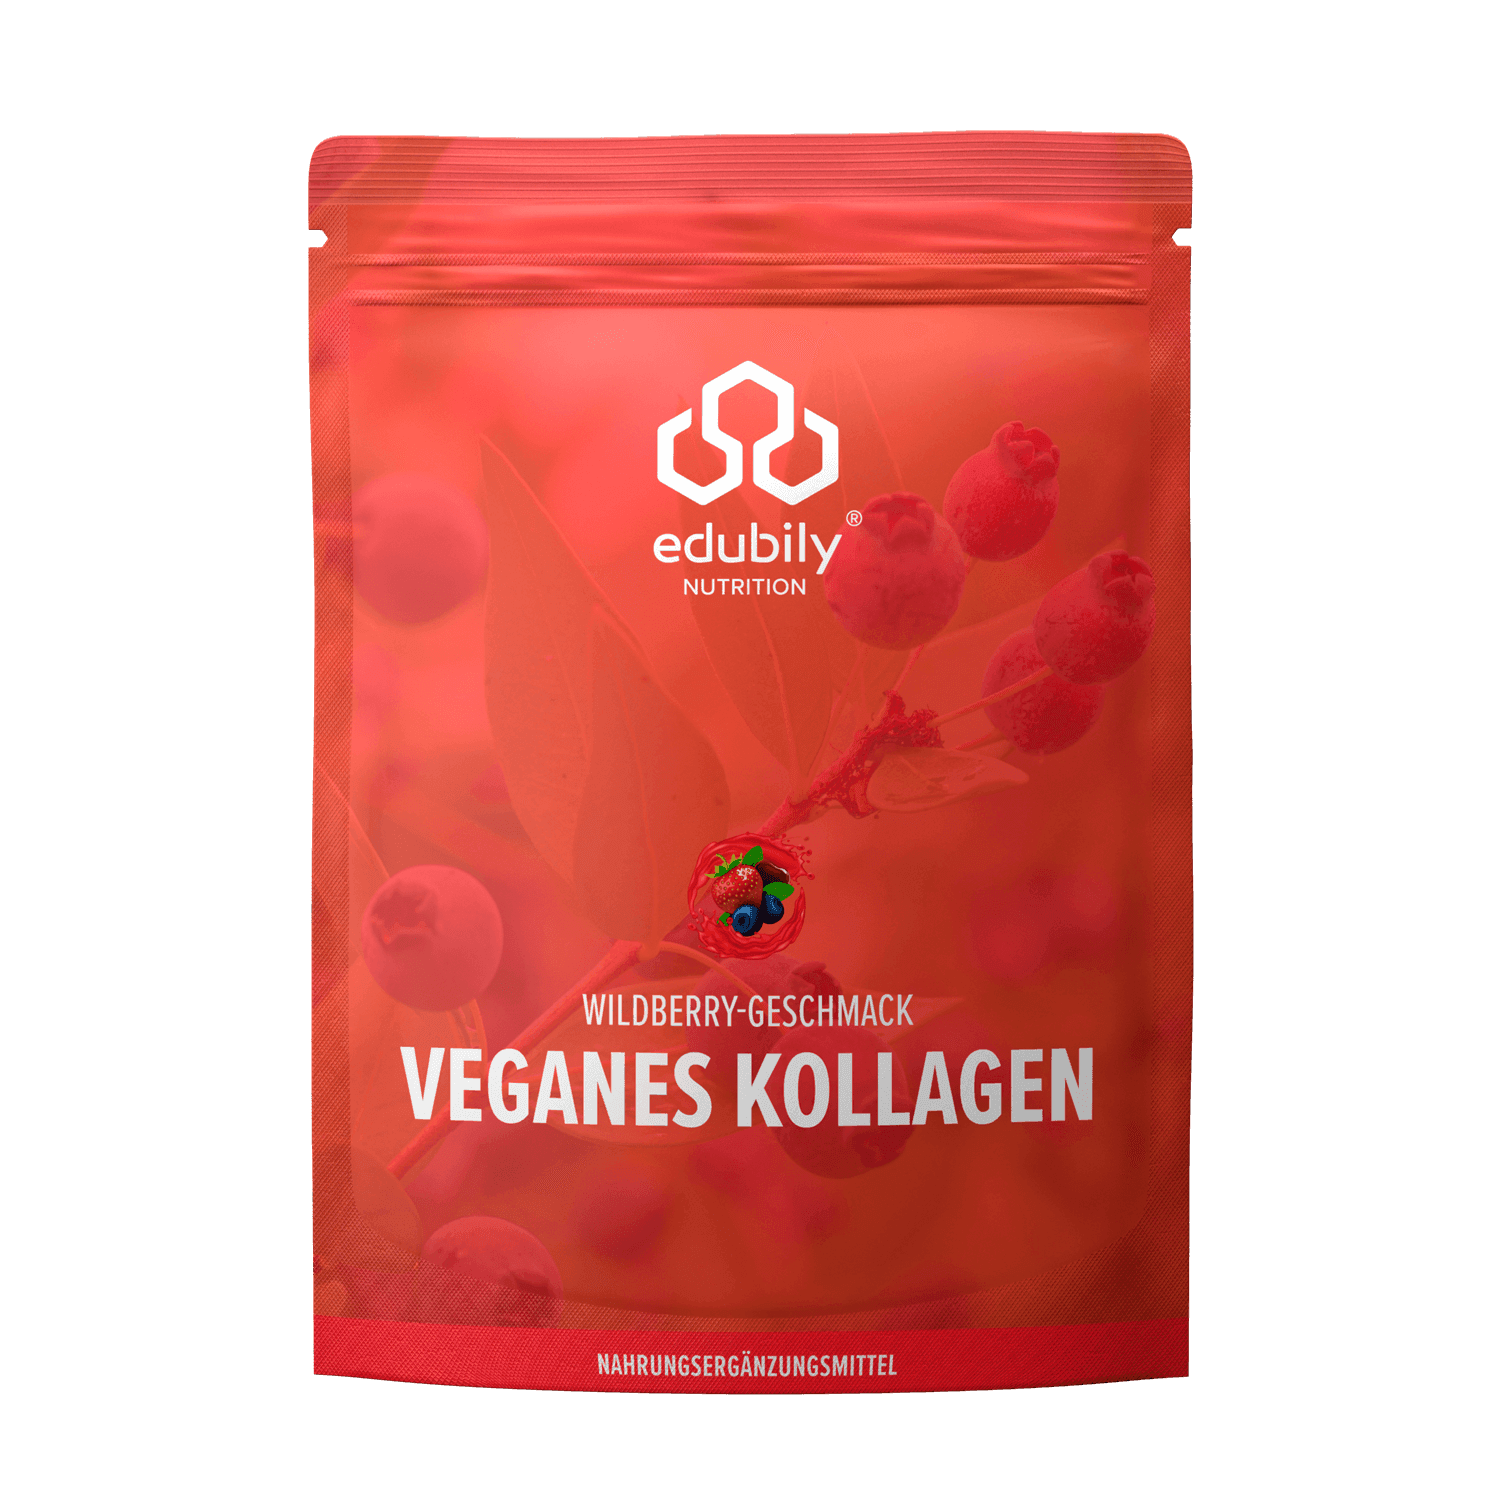 edubily®
NUTRITION
WILDBERRY-GESCHMACK
VEGANES KOLLAGEN
NAHRUNGSERGÄNZUNGSMITTEL